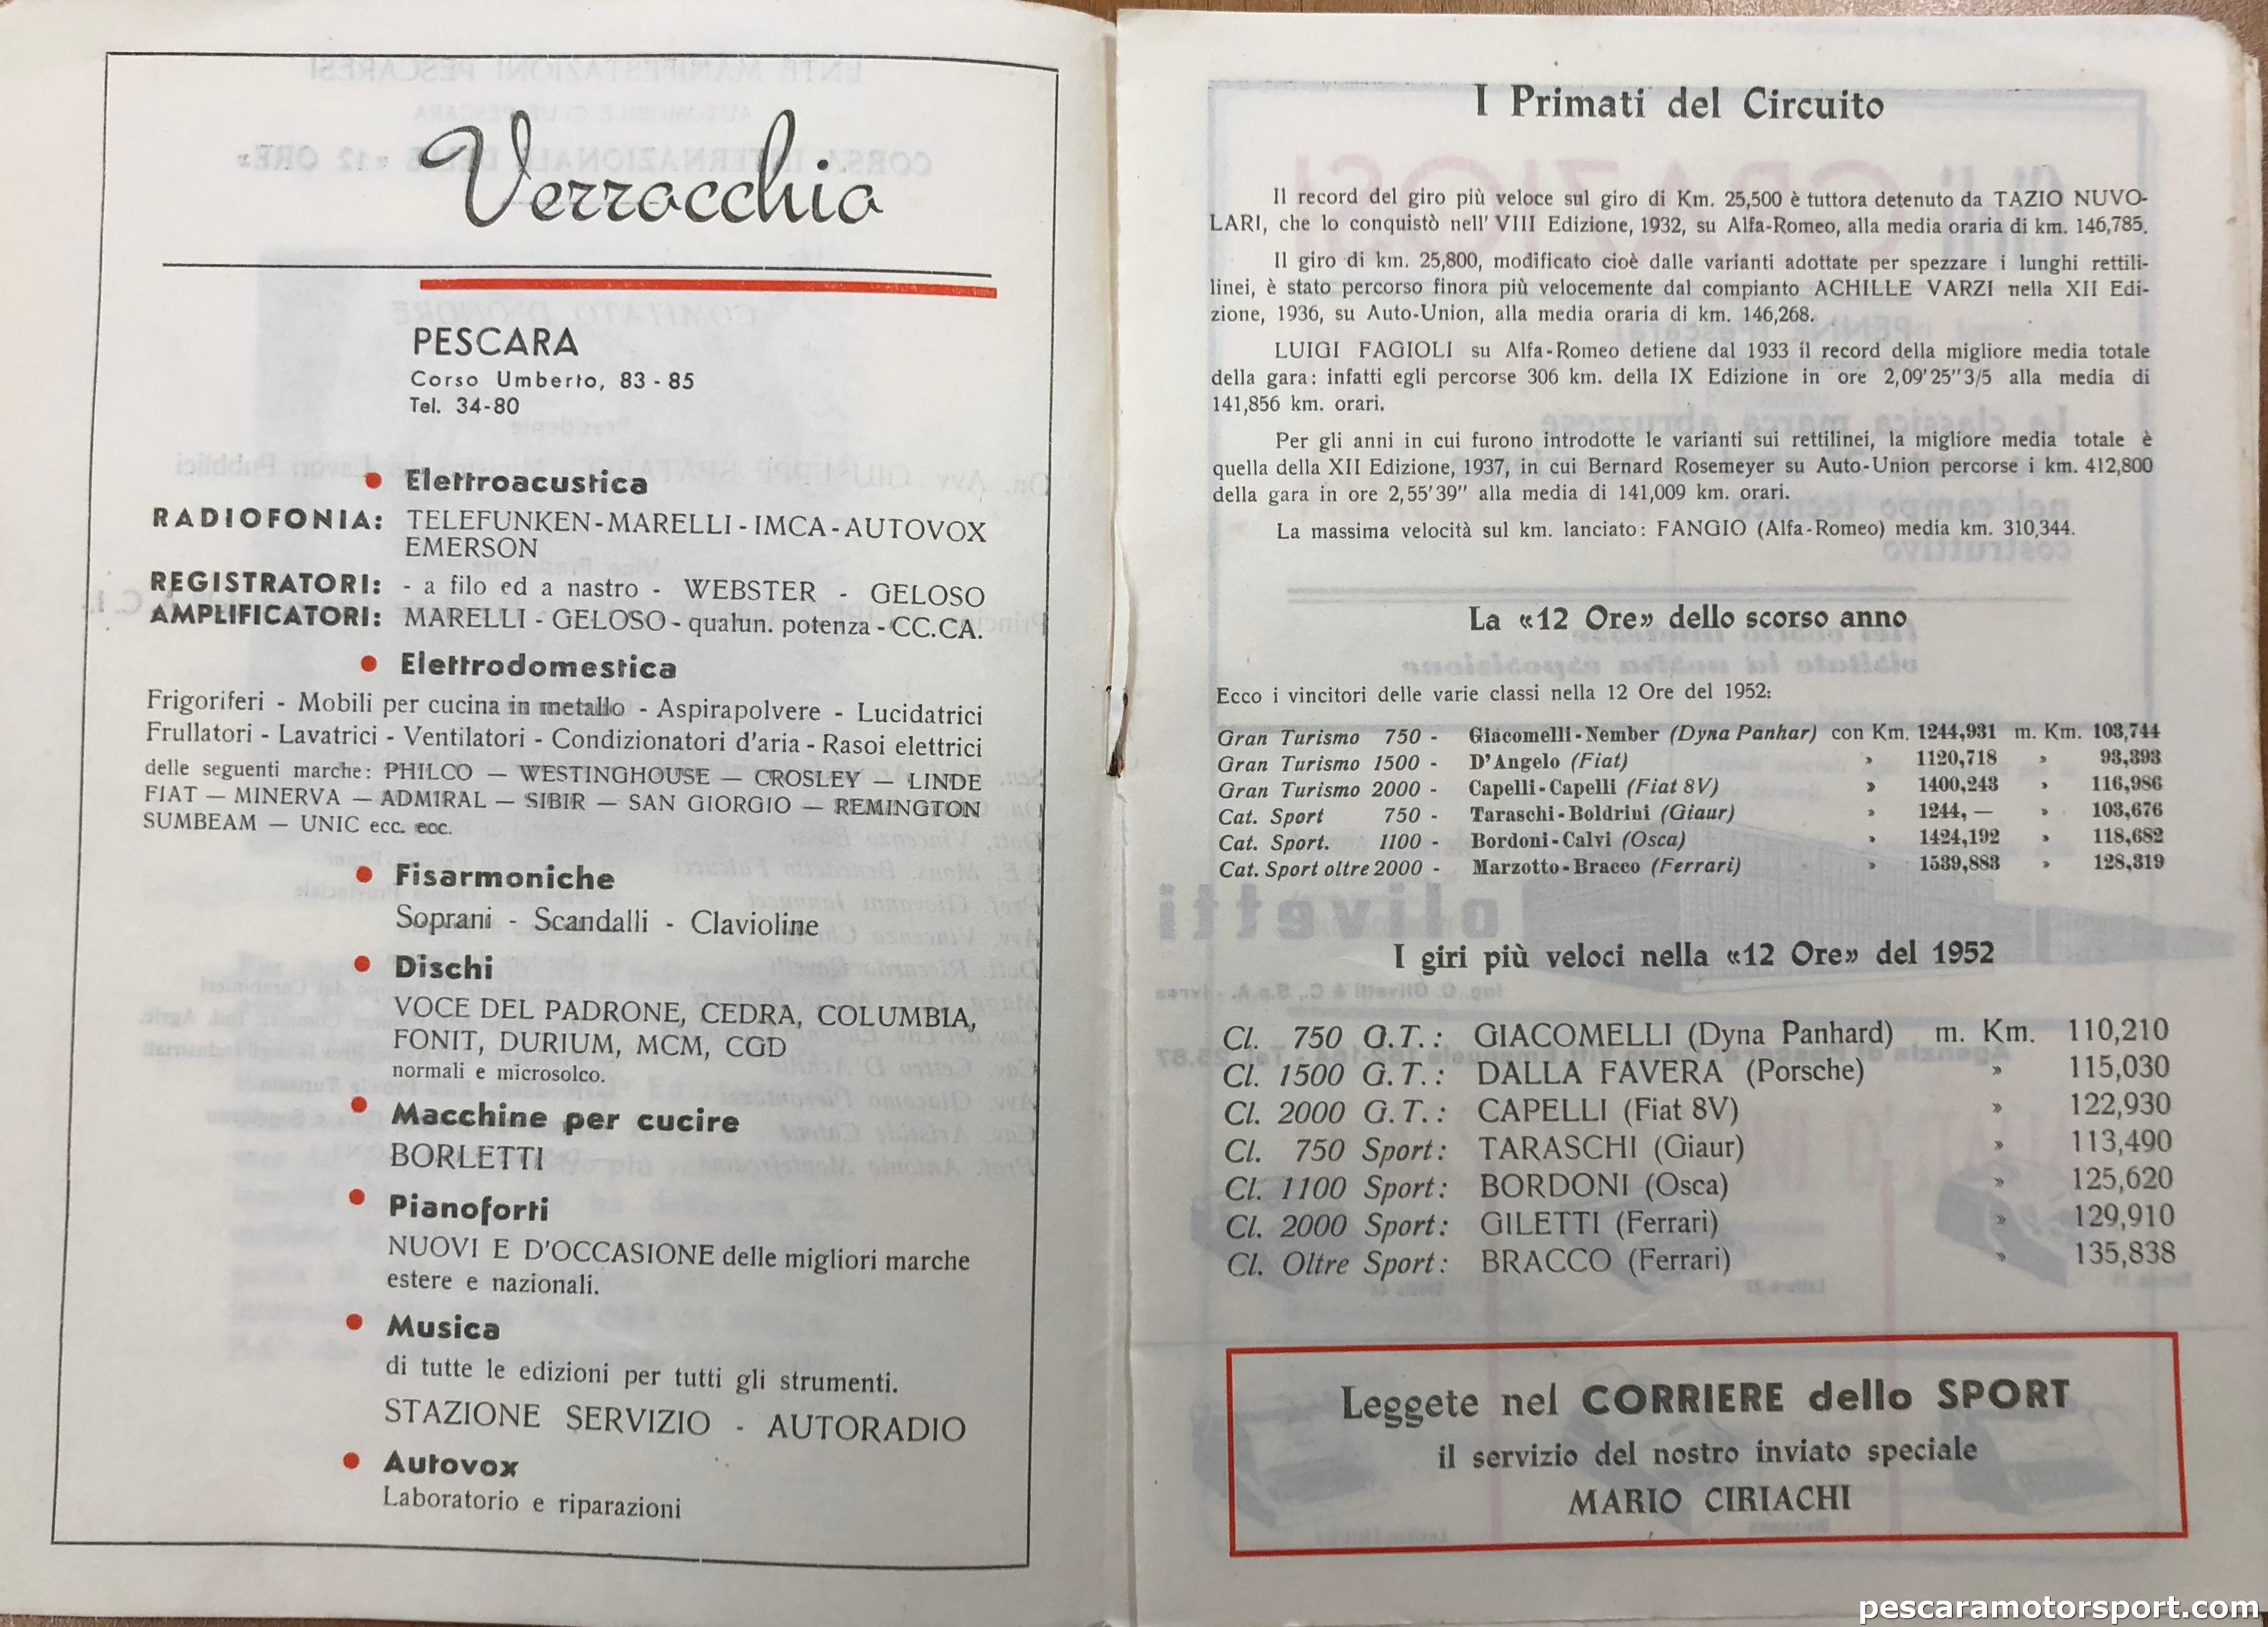 Verrocchio
PESCARA
Corso Umberto, 83 - 85
Tel. 34-80
● Elettroacustica
RADIOFONIA: TELEFUNKEN - MARELLI - IMCA - AUTOVOX
EMERSON
REGISTRATORI: - a filo ed a nastro - WEBSTER - GELOSO
AMPLIFICATORI: MARELLI - GELOSO - qualun. potenza - CC.CA.
● Elettrodomestica
Frigoriferi - Mobili per cucina in metallo - Aspirapolvere - Lucidatrici
Frullatori - Lavatrici - Ventilatori - Condizionatori d'aria - Rasoi elettrici
delle seguenti marche: PHILCO — WESTINGHOUSE — CROSLEY — LINDE
FIAT — MINERVA — ADMIRAL — SIBIR — SAN GIORGIO — REMINGTON
SUMBEAM — UNIC ecc. ecc.
● Fisarmoniche
Soprani - Scandalli - Clavioline
● Dischi
VOCE DEL PADRONE, CEDRA, COLUMBIA,
FONIT, DURIUM, MCM, CGD
normali e microsolco.
● Macchine per cucire
BORLETTI
● Pianoforti
NUOVI E D'OCCASIONE delle migliori marche
estere e nazionali.
● Musica
di tutte le edizioni per tutti gli strumenti.
STAZIONE SERVIZIO - AUTORADIO
● Autovox
Laboratorio e riparazioni
I Primati del Circuito
Il record del giro più veloce sul giro di Km. 25,500 è tuttora detenuto da TAZIO NUVO-
LARI, che lo conquistò nell' VIII Edizione, 1932, su Alfa-Romeo, alla media oraria di km. 146,785.
Il giro di km. 25,800, modificato cioè dalle varianti adottate per spezzare i lunghi rettili-
linei, è stato percorso finora più velocemente dal compianto ACHILLE VARZI nella XII Edi-
zione, 1936, su Auto-Union, alla media oraria di km. 146,268.
LUIGI FAGIOLI su Alfa-Romeo detiene dal 1933 il record della migliore media totale
della gara: infatti egli percorse 306 km. della IX Edizione in ore 2,09'25"3/5 alla media di
141,856 km. orari.
Per gli anni in cui furono introdotte le varianti sui rettilinei, la migliore media totale è
quella della XII Edizione, 1937, in cui Bernard Rosemeyer su Auto-Union percorse i km. 412,800
della gara in ore 2,55'39" alla media di 141,009 km. orari.
La massima velocità sul km. lanciato: FANGIO (Alfa-Romeo) media km. 310,344.
La «12 Ore» dello scorso anno
Ecco i vincitori delle varie classi nella 12 Ore del 1952:
Gran Turismo 750 - Giacomelli-Nember (Dyna Panhar) con Km. 1244,931 m. Km. 103,744
Gran Turismo 1500 - D'Angelo (Fiat) » 1120,718 » 93,393
Gran Turismo 2000 - Capelli-Capelli (Fiat 8V) » 1400,243 » 116,986
Cat. Sport 750 - Taraschi-Boldrini (Giaur) » 1244, — » 103,676
Cat. Sport. 1100 - Bordoni-Calvi (Osca) » 1424,192 » 118,682
Cat. Sport oltre 2000 - Marzotto-Bracco (Ferrari) » 1539,883 » 128,319
I giri più veloci nella «12 Ore» del 1952
Cl. 750 G.T.: GIACOMELLI (Dyna Panhard) m. Km. 110,210
Cl. 1500 G.T.: DALLA FAVERA (Porsche) » 115,030
Cl. 2000 G.T.: CAPELLI (Fiat 8V) » 122,930
Cl. 750 Sport: TARASCHI (Giaur) » 113,490
Cl. 1100 Sport: BORDONI (Osca) » 125,620
Cl. 2000 Sport: GILETTI (Ferrari) » 129,910
Cl. Oltre Sport: BRACCO (Ferrari) » 135,838
Leggete nel CORRIERE dello SPORT
il servizio del nostro inviato speciale
MARIO CIRIACHI
pescaramotorsport.com